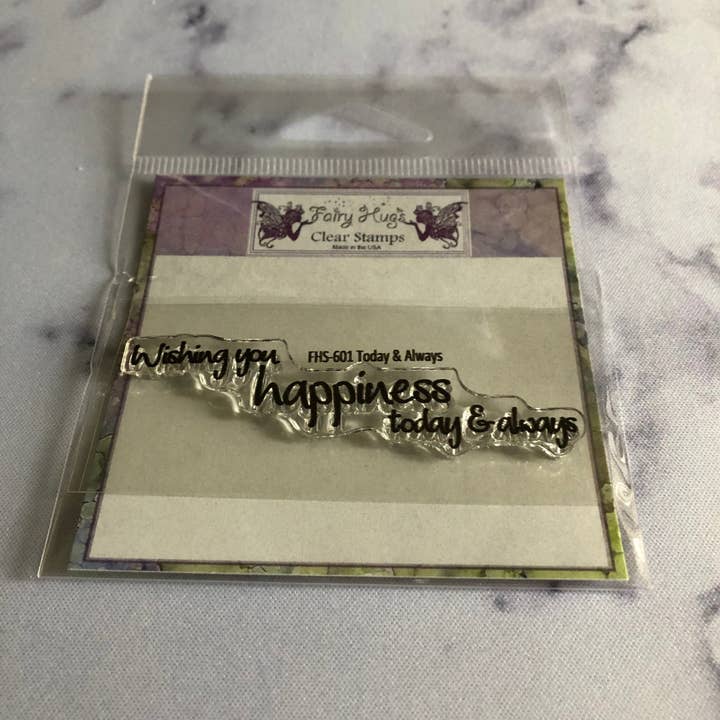 Fairy Hugs
Clear Stamps
Made in the USA
FHS-601 Today & Always
Wishing you
happiness
today & always